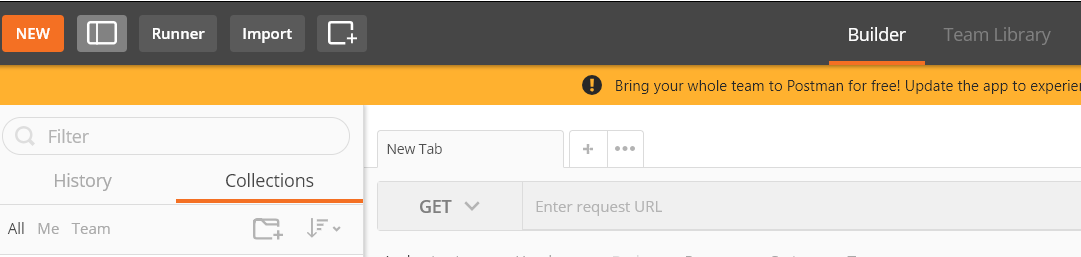 NEW Runner Import Builder Team Library
Bring your whole team to Postman for free! Update the app to
Filter
New Tab
History Collections
GET Enter request URL
All Me Team